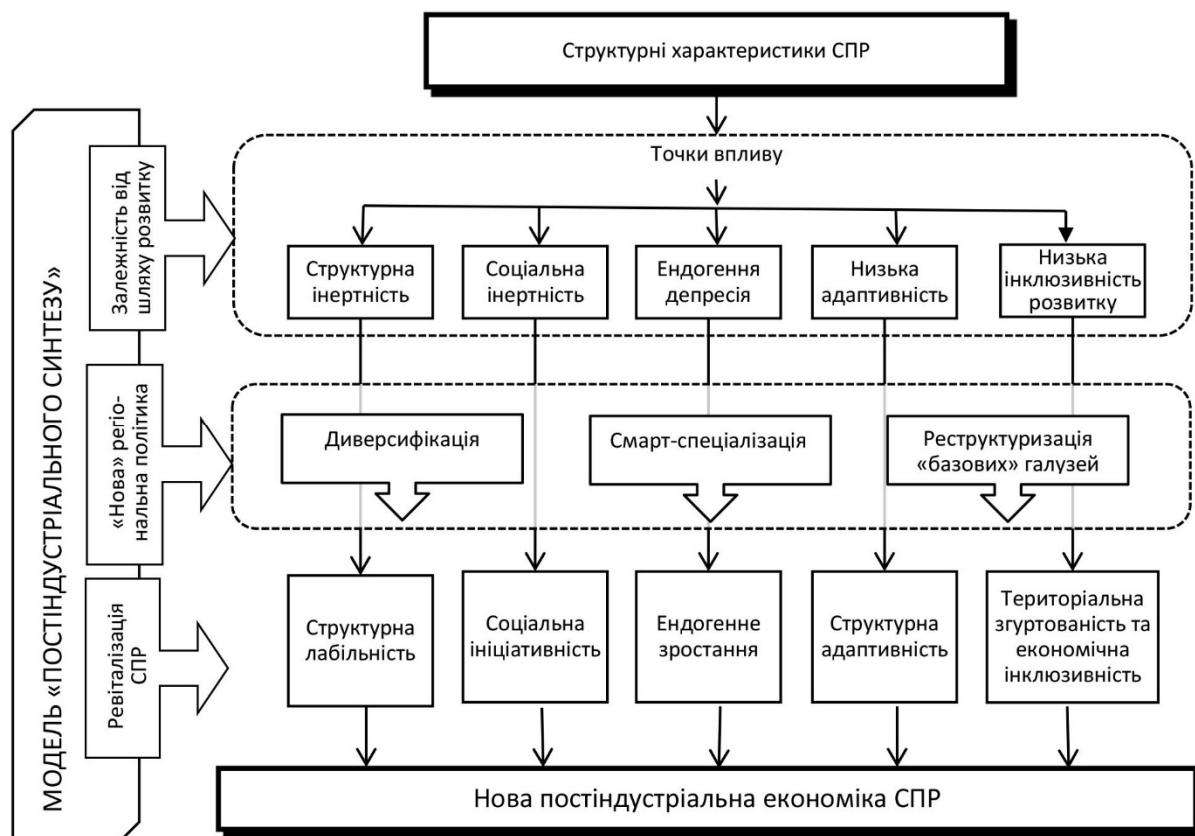 Структурні характеристики СПР
Точки впливу
МОДЕЛЬ «ПОСТІНДУСТРІАЛЬНОГО СИНТЕЗУ»
Залежність від
шляху розвитку
Структурна
інертність
Соціальна
інертність
Ендогення
депресія
Низька
адаптивність
Низька
інклюзивність
розвитку
«Нова» регіо-
нальна політика
Диверсифікація
Смарт-спеціалізація
Реструктуризація
«базових» галузей
Ревіталізація
СПР
Структурна
лабільність
Соціальна
ініціативність
Ендогенне
зростання
Структурна
адаптивність
Територіальна
згуртованість та
економічна
інклюзивність
Нова постіндустріальна економіка СПР